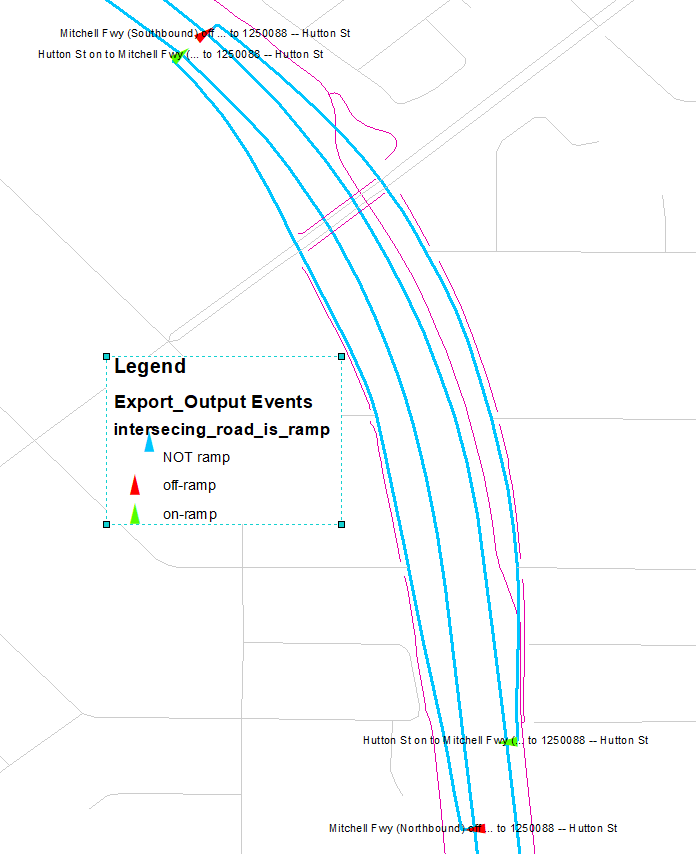 Mitchell Fwy (Southbound) off ... to 1250088 -- Hutton St
Hutton St on to Mitchell Fwy (... to 1250088 -- Hutton St
Legend
Export_Output Events
intersecing_road_is_ramp
NOT ramp
off-ramp
on-ramp
Hutton St on to Mitchell Fwy (... to 1250088 -- Hutton St
Mitchell Fwy (Northbound) off ... to 1250088 -- Hutton St